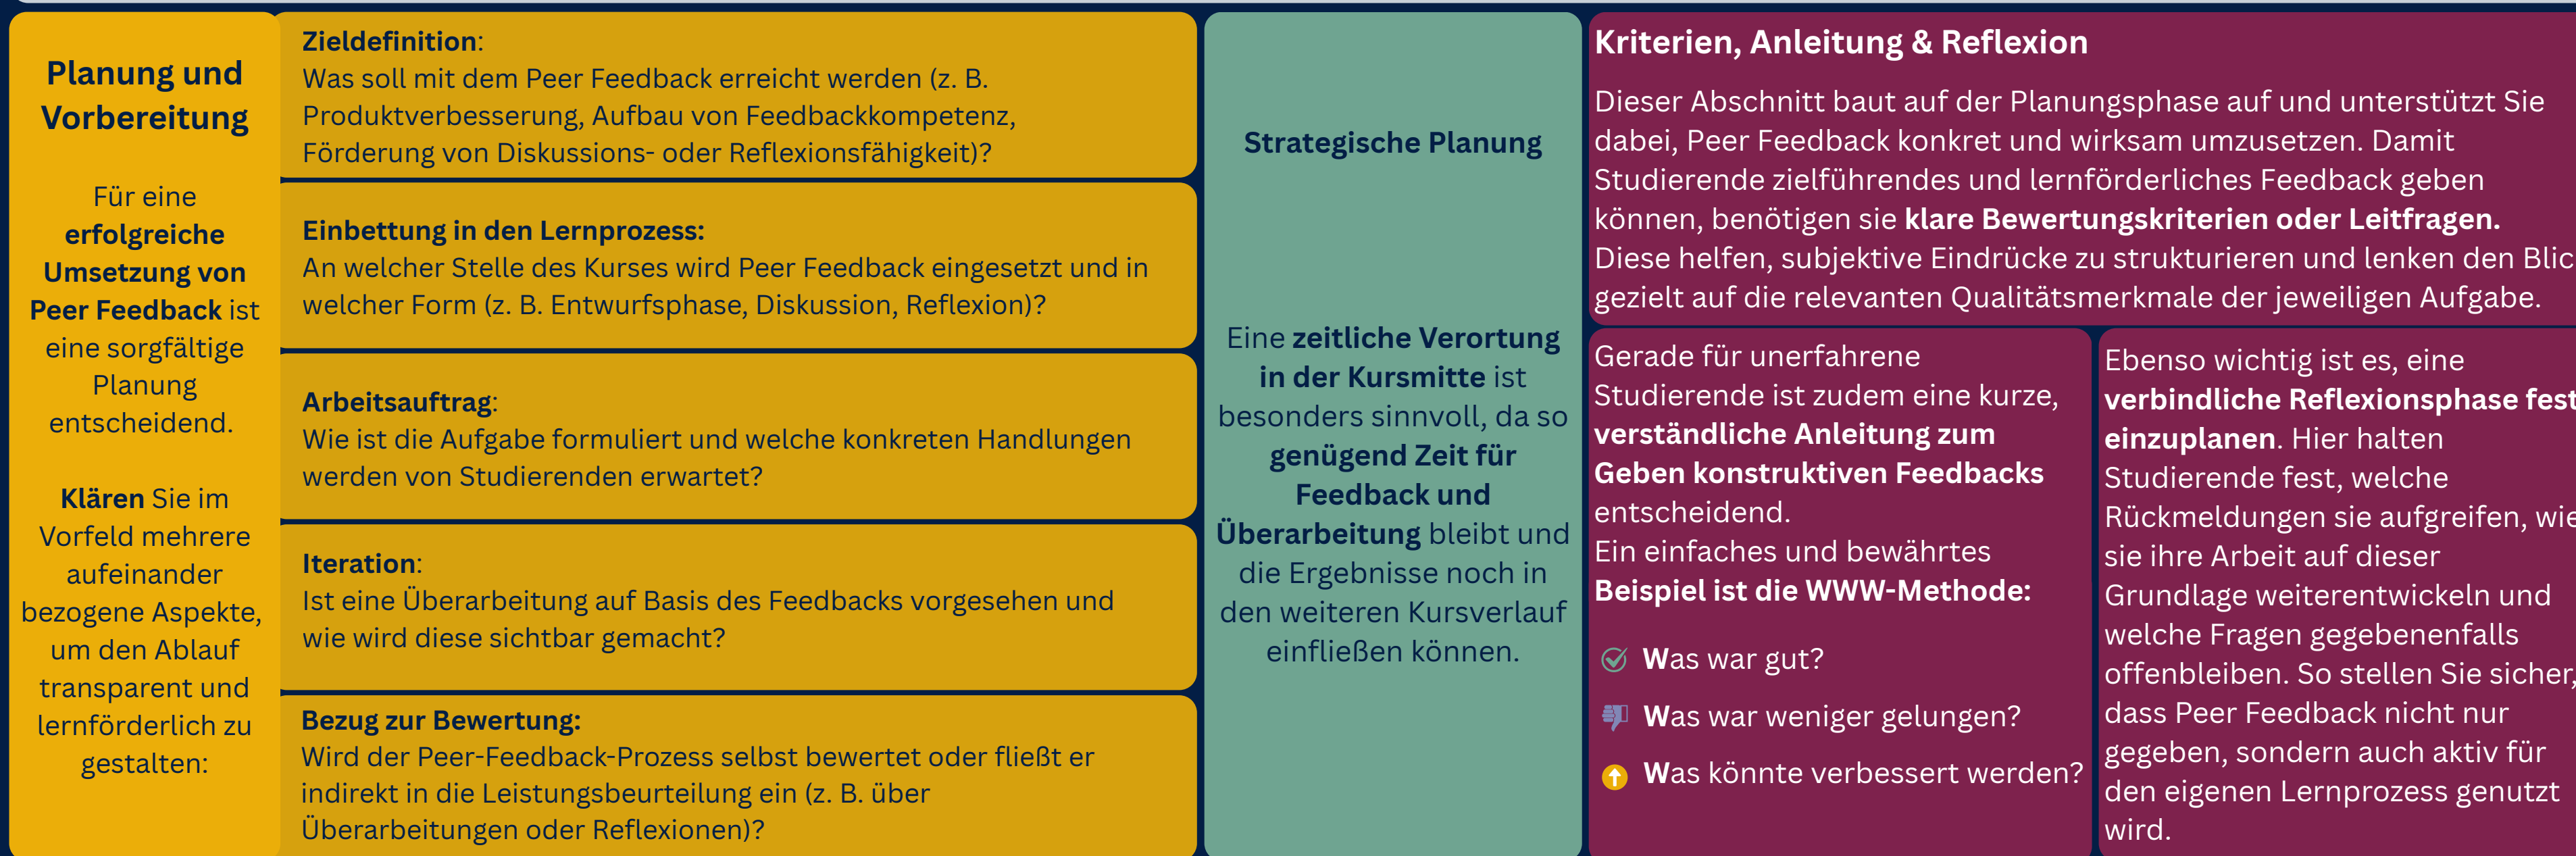 Planung und
Vorbereitung
Für eine
erfolgreiche
Umsetzung von
Peer Feedback ist
eine sorgfältige
Planung
entscheidend.
Klären Sie im
Vorfeld mehrere
aufeinander
bezogene Aspekte,
um den Ablauf
transparent und
lernförderlich zu
gestalten:
Zieldefinition:
Was soll mit dem Peer Feedback erreicht werden (z. B.
Produktverbesserung, Aufbau von Feedbackkompetenz,
Förderung von Diskussions- oder Reflexionsfähigkeit)?
Einbettung in den Lernprozess:
An welcher Stelle des Kurses wird Peer Feedback eingesetzt und in
welcher Form (z. B. Entwurfsphase, Diskussion, Reflexion)?
Arbeitsauftrag:
Wie ist die Aufgabe formuliert und welche konkreten Handlungen
werden von Studierenden erwartet?
Iteration:
Ist eine Überarbeitung auf Basis des Feedbacks vorgesehen und
wie wird diese sichtbar gemacht?
Bezug zur Bewertung:
Wird der Peer-Feedback-Prozess selbst bewertet oder fließt er
indirekt in die Leistungsbeurteilung ein (z. B. über
Überarbeitungen oder Reflexionen)?
Strategische Planung
Eine zeitliche Verortung
in der Kursmitte ist
besonders sinnvoll, da so
genügend Zeit für
Feedback und
Überarbeitung bleibt und
die Ergebnisse noch in
den weiteren Kursverlauf
einfließen können.
Kriterien, Anleitung & Reflexion
Dieser Abschnitt baut auf der Planungsphase auf und unterstützt Sie
dabei, Peer Feedback konkret und wirksam umzusetzen. Damit
Studierende zielführendes und lernförderliches Feedback geben
können, benötigen sie klare Bewertungskriterien oder Leitfragen.
Diese helfen, subjektive Eindrücke zu strukturieren und lenken den Blic
gezielt auf die relevanten Qualitätsmerkmale der jeweiligen Aufgabe.
Gerade für unerfahrene
Studierende ist zudem eine kurze,
verständliche Anleitung zum
Geben konstruktiven Feedbacks
entscheidend.
Ein einfaches und bewährtes
Beispiel ist die WWW-Methode:
Was war gut?
Was war weniger gelungen?
Was könnte verbessert werden?
Ebenso wichtig ist es, eine
verbindliche Reflexionsphase fest
einzuplanen. Hier halten
Studierende fest, welche
Rückmeldungen sie aufgreifen, wie
sie ihre Arbeit auf dieser
Grundlage weiterentwickeln und
welche Fragen gegebenenfalls
offenbleiben. So stellen Sie sicher,
dass Peer Feedback nicht nur
gegeben, sondern auch aktiv für
den eigenen Lernprozess genutzt
wird.